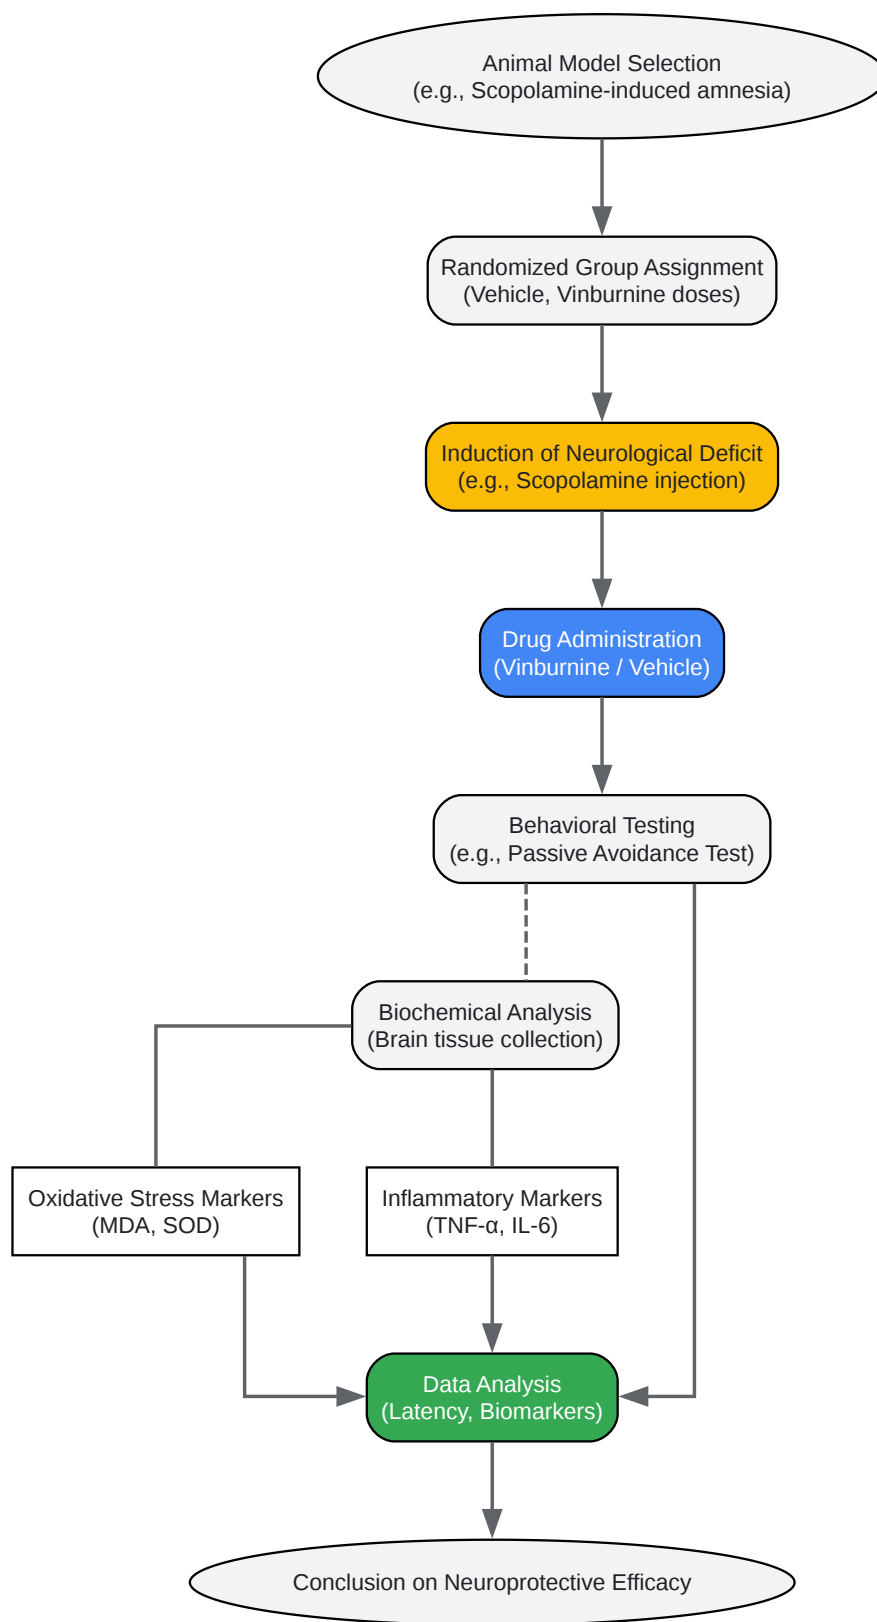 Animal Model Selection
(e.g., Scopolamine-induced amnesia)
Randomized Group Assignment
(Vehicle, Vinburnine doses)
Induction of Neurological Deficit
(e.g., Scopolamine injection)
Drug Administration
(Vinburnine / Vehicle)
Behavioral Testing
(e.g., Passive Avoidance Test)
Biochemical Analysis
(Brain tissue collection)
Oxidative Stress Markers
(MDA, SOD)
Inflammatory Markers
(TNF-α, IL-6)
Data Analysis
(Latency, Biomarkers)
Conclusion on Neuroprotective Efficacy